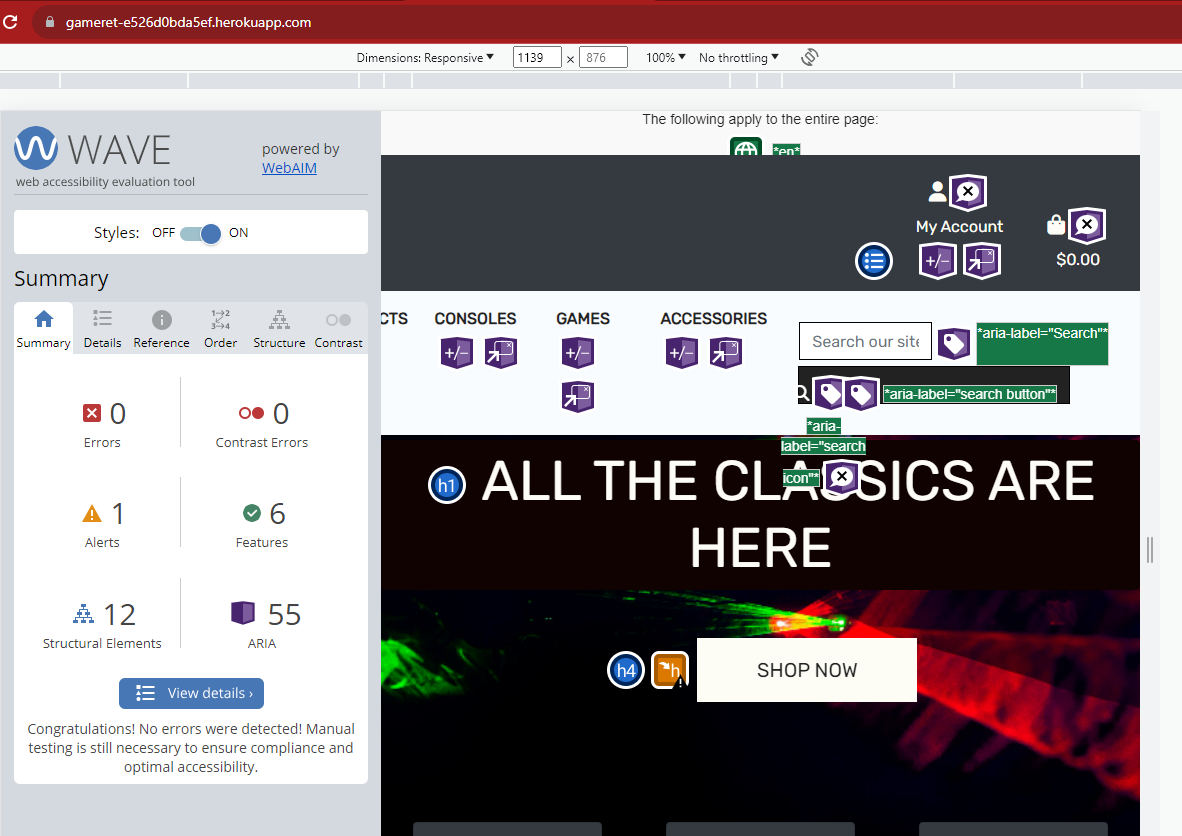 gameret-e526d0bda5ef.herokuapp.com
Dimensions: Responsive
1139
×
876
100%
No throttling
WAVE
web accessibility evaluation tool
powered by
WebAIM
Styles: OFF ON
Summary
Summary
Details
Reference
Order
Structure
Contrast
0
Errors
0
Contrast Errors
1
Alerts
6
Features
12
Structural Elements
55
ARIA
View details ›
Congratulations! No errors were detected! Manual
testing is still necessary to ensure compliance and
optimal accessibility.
The following apply to the entire page:
*en*
My Account
$0.00
CTS
CONSOLES
GAMES
ACCESSORIES
Search our site
*aria-label="Search"*
*aria-label="search button"*
*aria-
label="search
icon"*
h1
ALL THE CLASSICS ARE
HERE
h4
h
SHOP NOW